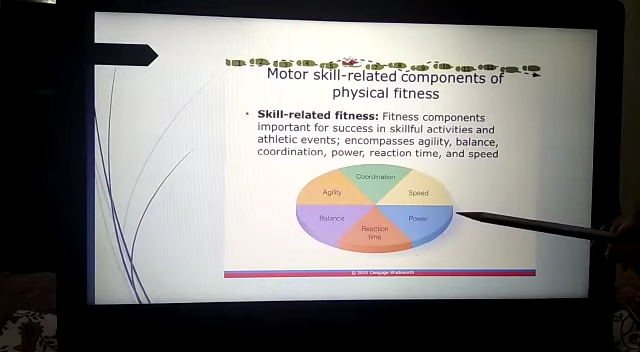 Motor skill-related components of
physical fitness
• Skill-related fitness: Fitness components
important for success in skillful activities and
athletic events; encompasses agility, balance,
coordination, power, reaction time, and speed
Coordination
Agility
Speed
Balance
Power
Reaction
time
© 2010 Cengage-Wadsworth